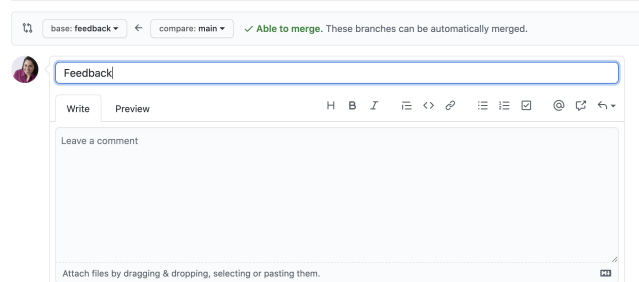 base: feedback ← compare: main ✓ Able to merge. These branches can be automatically merged.
Feedback
Write Preview H B I
Leave a comment
Attach files by dragging & dropping, selecting or pasting them.